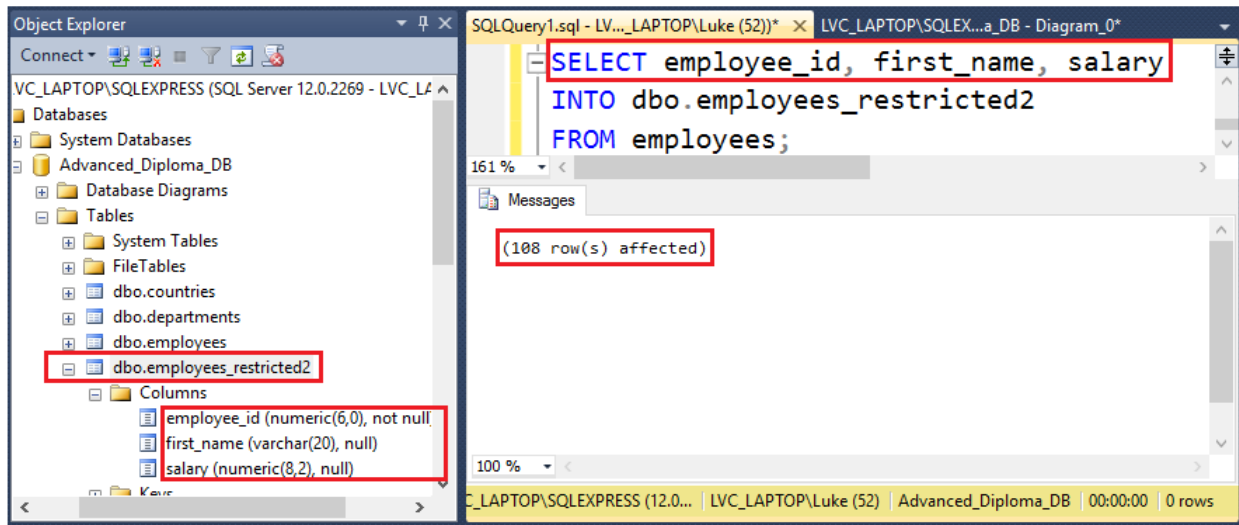 Object Explorer
Connect
.VC_LAPTOP\SQLEXPRESS (SQL Server 12.0.2269 - LVC_LA
Databases
System Databases
Advanced_Diploma_DB
Database Diagrams
Tables
System Tables
FileTables
dbo.countries
dbo.departments
dbo.employees
dbo.employees_restricted2
Columns
employee_id (numeric(6,0), not null
first_name (varchar(20), null)
salary (numeric(8,2), null)
Keys
SQLQuery1.sql - LV..._LAPTOP\Luke (52))* LVC_LAPTOP\SQLEX...a_DB - Diagram_0*
SELECT employee_id, first_name, salary
INTO dbo.employees_restricted2
FROM employees;
161 %
Messages
(108 row(s) affected)
100 %
C_LAPTOP\SQLEXPRESS (12.0... LVC_LAPTOP\Luke (52) Advanced_Diploma_DB 00:00:00 0 rows